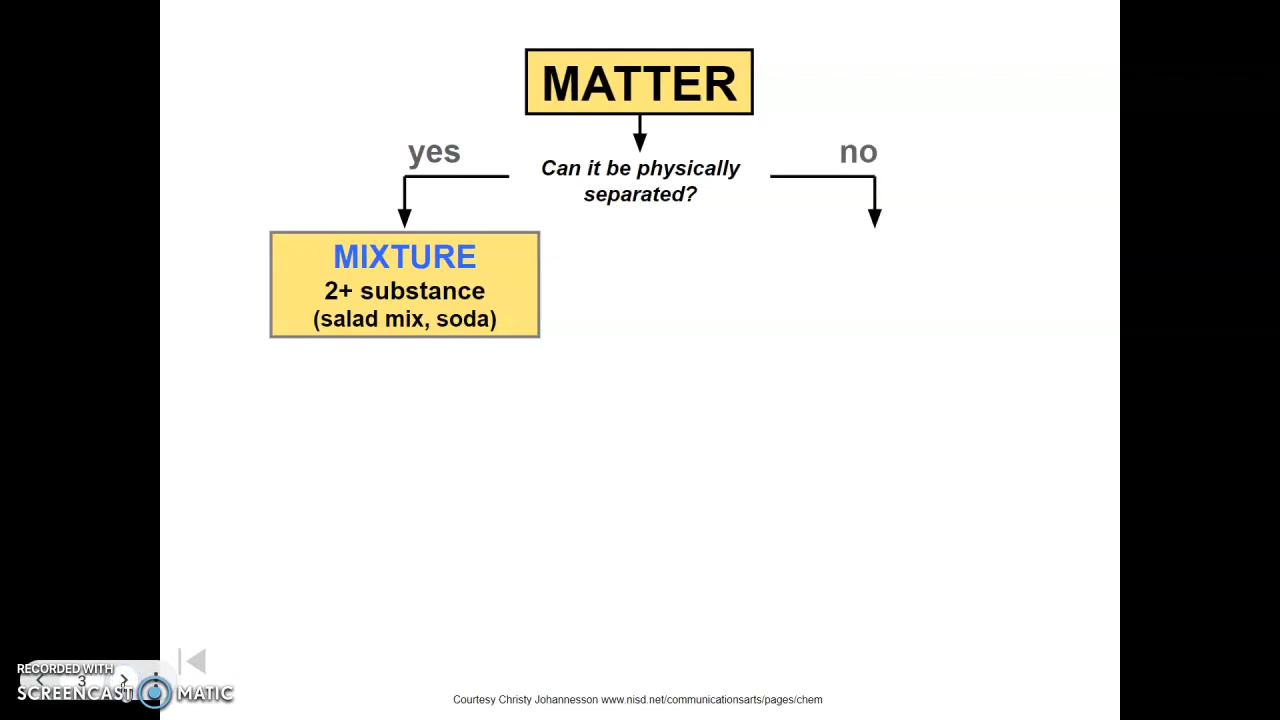 MATTER
yes
Can it be physically
separated?
no
MIXTURE
2+ substance
(salad mix, soda)
RECORDED WITH
3
SCREENCAST MATIC
Courtesy Christy Johannesson www.nisd.net/communicationsarts/pages/chem